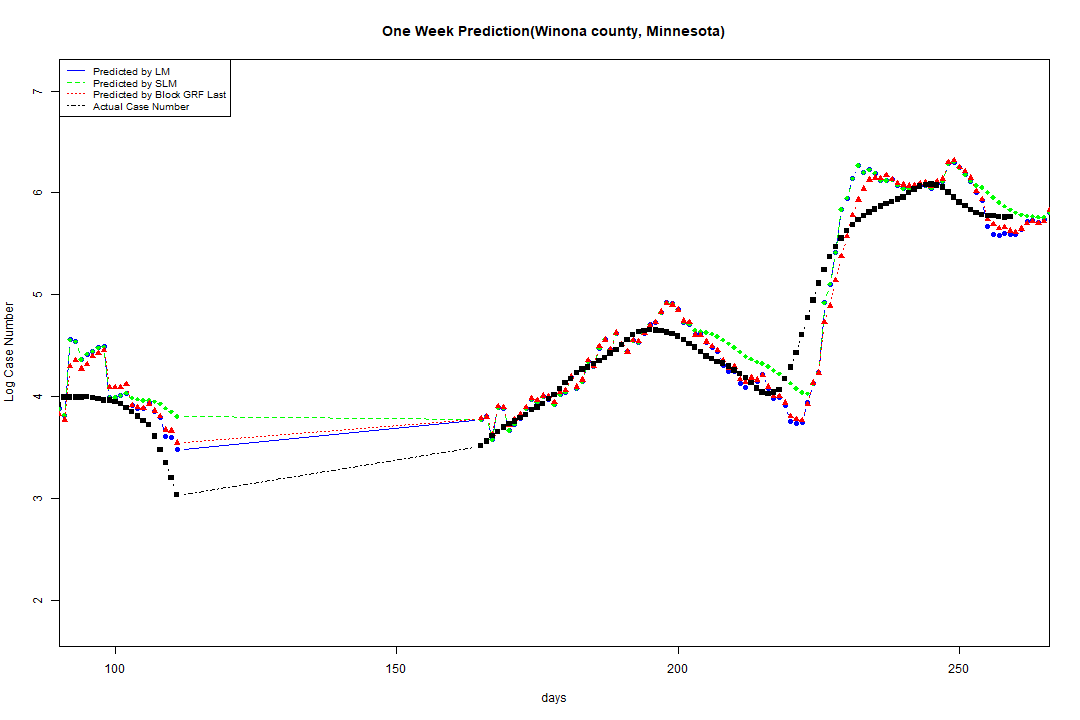 One Week Prediction(Winona county, Minnesota)
Predicted by LM
Predicted by SLM
Predicted by Block GRF Last
Actual Case Number
7
6
5
4
3
2
Log Case Number
100 150 200 250
days